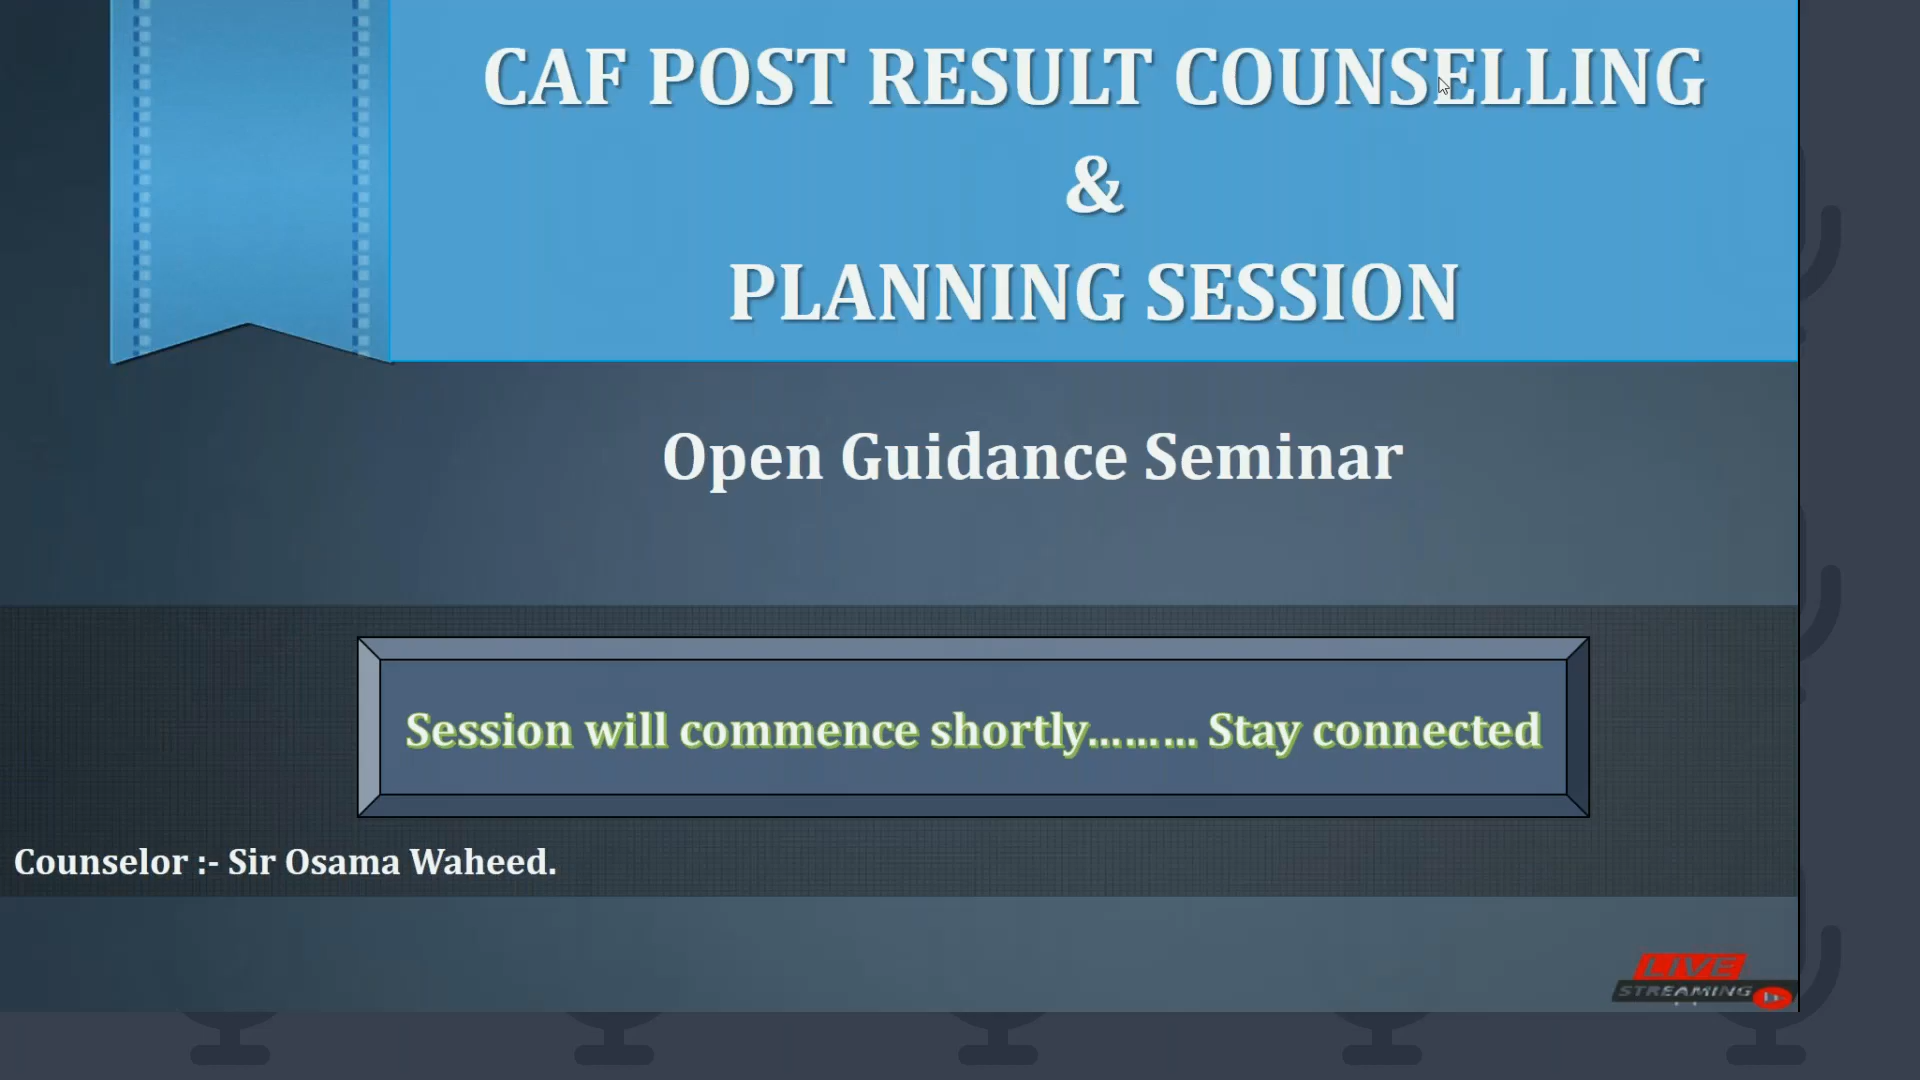 CAF POST RESULT COUNSELLING
&
PLANNING SESSION
Open Guidance Seminar
Session will commence shortly……… Stay connected
Counselor :- Sir Osama Waheed.
LIVE
STREAMING